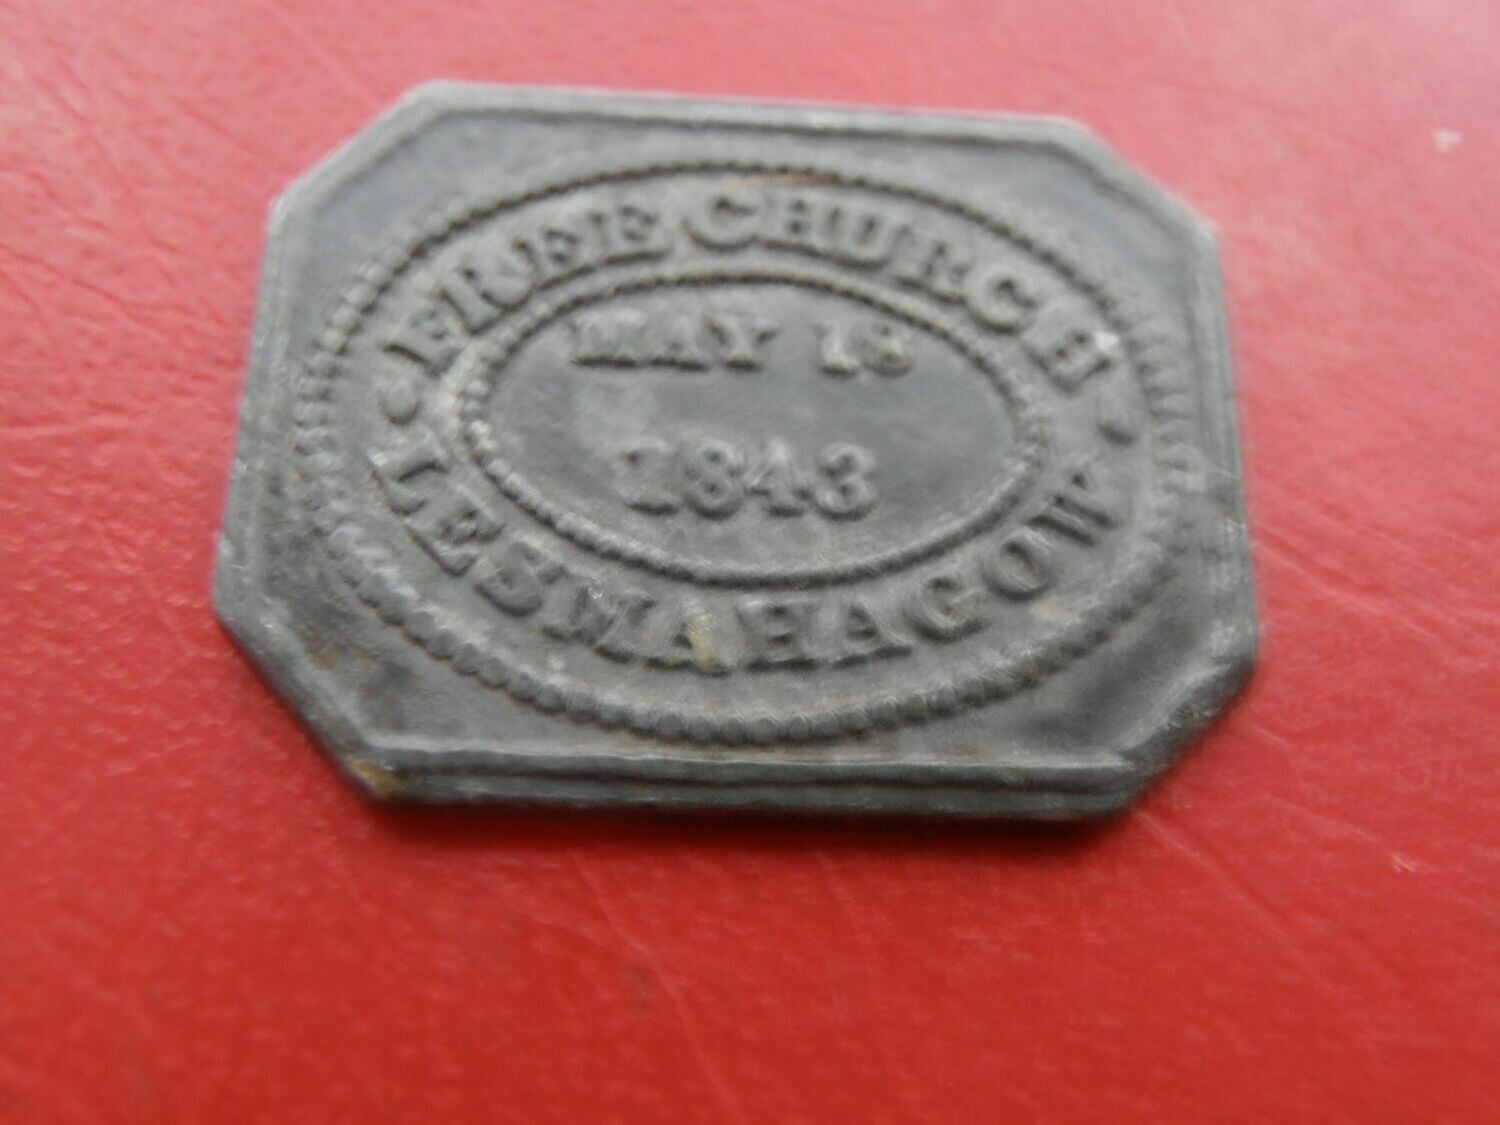 FREE CHURCH
MAY 18
1843
LESMAHAGOW